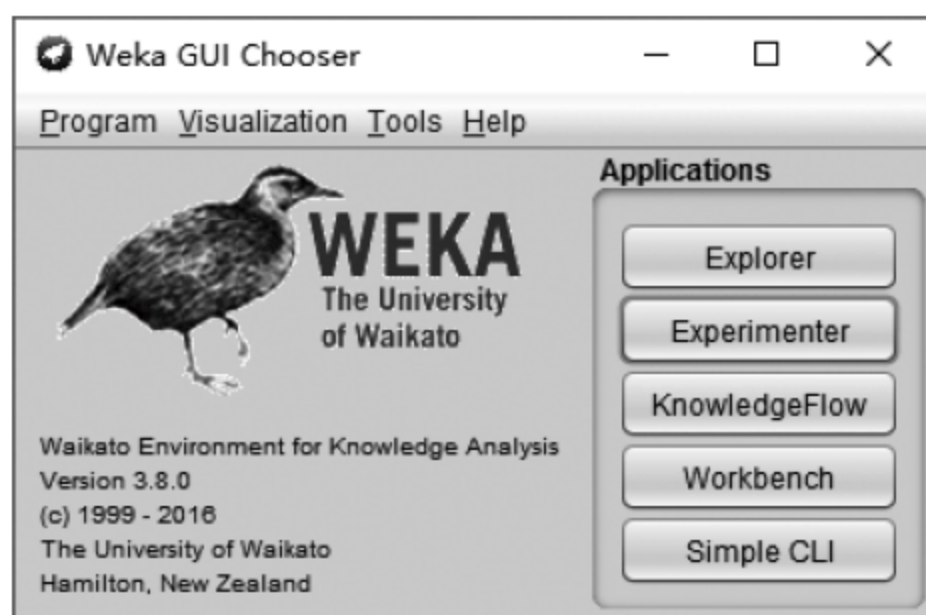 Weka GUI Chooser
Program Visualization Tools Help
WEKA
The University
of Waikato
Waikato Environment for Knowledge Analysis
Version 3.8.0
(c) 1999 - 2016
The University of Waikato
Hamilton, New Zealand
Applications
Explorer
Experimenter
KnowledgeFlow
Workbench
Simple CLI